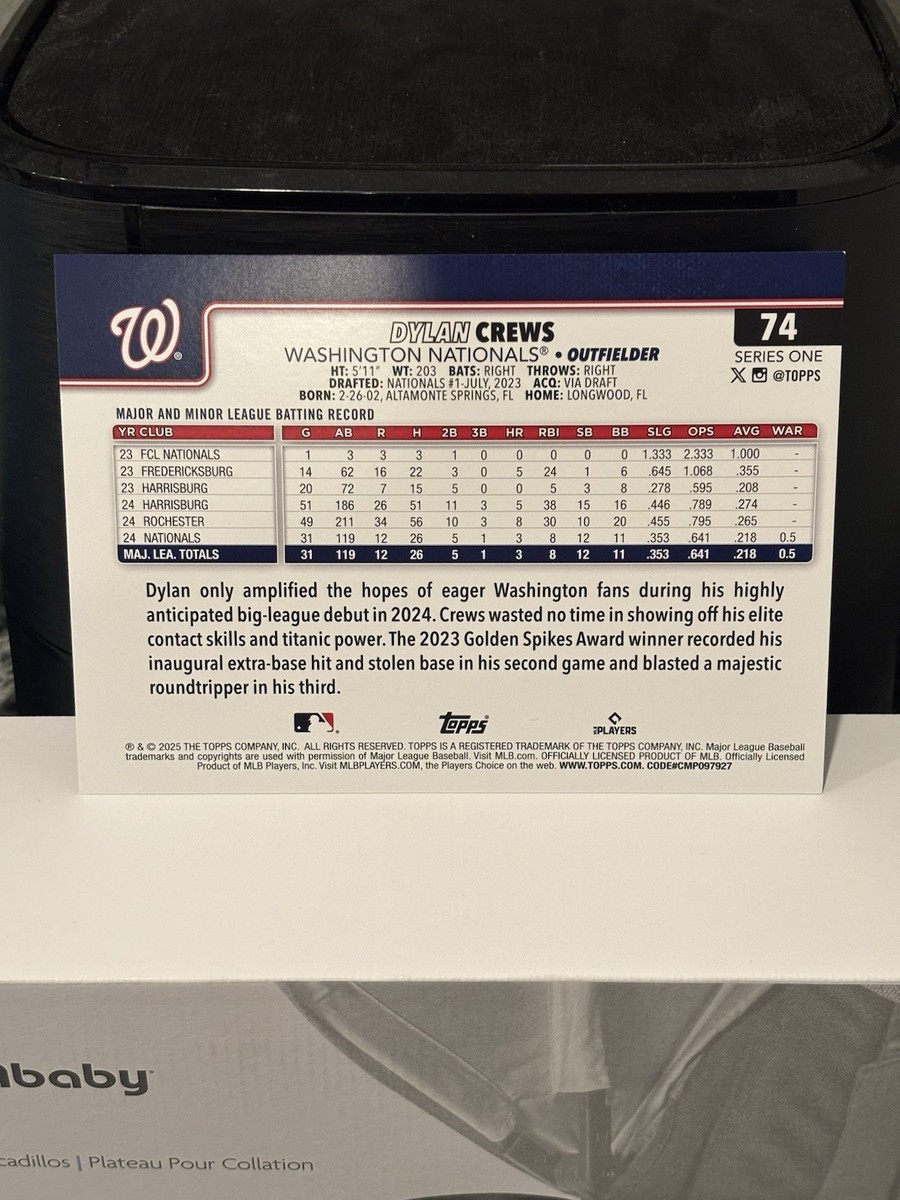 W®
DYLAN CREWS
WASHINGTON NATIONALS® • OUTFIELDER
HT: 5'11" WT: 203 BATS: RIGHT THROWS: RIGHT
DRAFTED: NATIONALS #1-JULY, 2023 ACQ: VIA DRAFT
BORN: 2-26-02, ALTAMONTE SPRINGS, FL HOME: LONGWOOD, FL
74
SERIES ONE
@TOPPS
MAJOR AND MINOR LEAGUE BATTING RECORD
YR CLUB G AB R H 2B 3B HR RBI SB BB SLG OPS AVG WAR
23 FCL NATIONALS 1 3 3 3 1 0 0 0 0 0 1.333 2.333 1.000 -
23 FREDERICKSBURG 14 62 16 22 3 0 5 24 1 6 .645 1.068 .355 -
23 HARRISBURG 20 72 7 15 5 0 0 5 3 8 .278 .595 .208 -
24 HARRISBURG 51 186 26 51 11 3 5 38 15 16 .446 .789 .274 -
24 ROCHESTER 49 211 34 56 10 3 8 30 10 20 .455 .795 .265 -
24 NATIONALS 31 119 12 26 5 1 3 8 12 11 .353 .641 .218 0.5
MAJ. LEA. TOTALS 31 119 12 26 5 1 3 8 12 11 .353 .641 .218 0.5
Dylan only amplified the hopes of eager Washington fans during his highly
anticipated big-league debut in 2024. Crews wasted no time in showing off his elite
contact skills and titanic power. The 2023 Golden Spikes Award winner recorded his
inaugural extra-base hit and stolen base in his second game and blasted a majestic
roundtripper in his third.
topps®
PLAYERS
® & © 2025 THE TOPPS COMPANY, INC. ALL RIGHTS RESERVED. TOPPS IS A REGISTERED TRADEMARK OF THE TOPPS COMPANY, INC. Major League Baseball
trademarks and copyrights are used with permission of Major League Baseball. Visit MLB.com. OFFICIALLY LICENSED PRODUCT OF MLB. Officially Licensed
Product of MLB Players, Inc. Visit MLBPLAYERS.COM, the Players Choice on the web. WWW.TOPPS.COM. CODE#CMP097927
baby
cadillos | Plateau Pour Collation